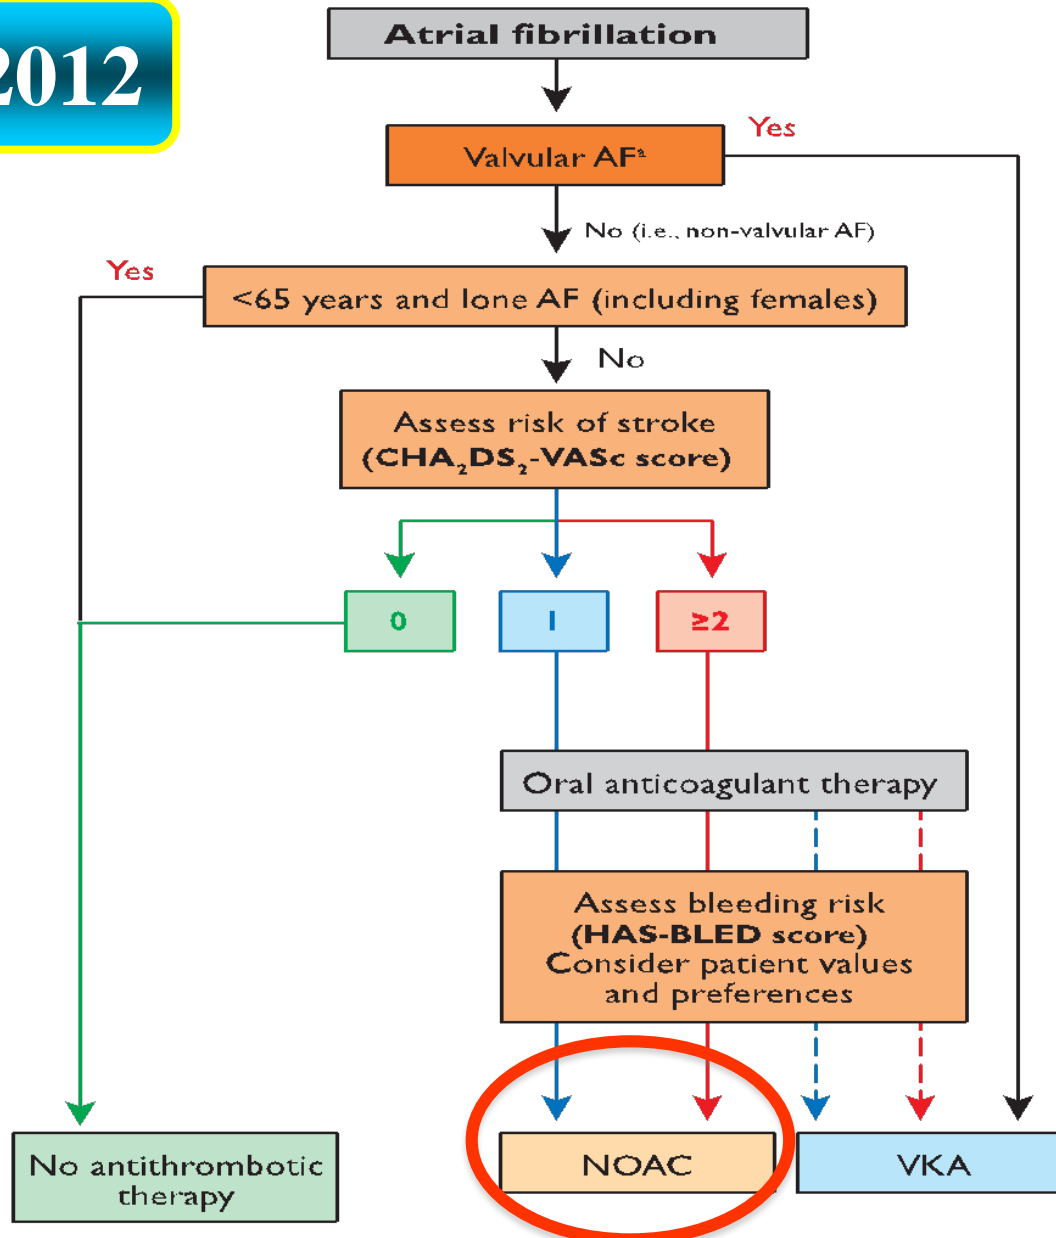 2012
Atrial fibrillation
Valvular AFª
Yes
No (i.e., non-valvular AF)
Yes
<65 years and lone AF (including females)
No
Assess risk of stroke
(CHA₂DS₂-VASc score)
0
1
≥2
Oral anticoagulant therapy
Assess bleeding risk
(HAS-BLED score)
Consider patient values
and preferences
No antithrombotic
therapy
NOAC
VKA